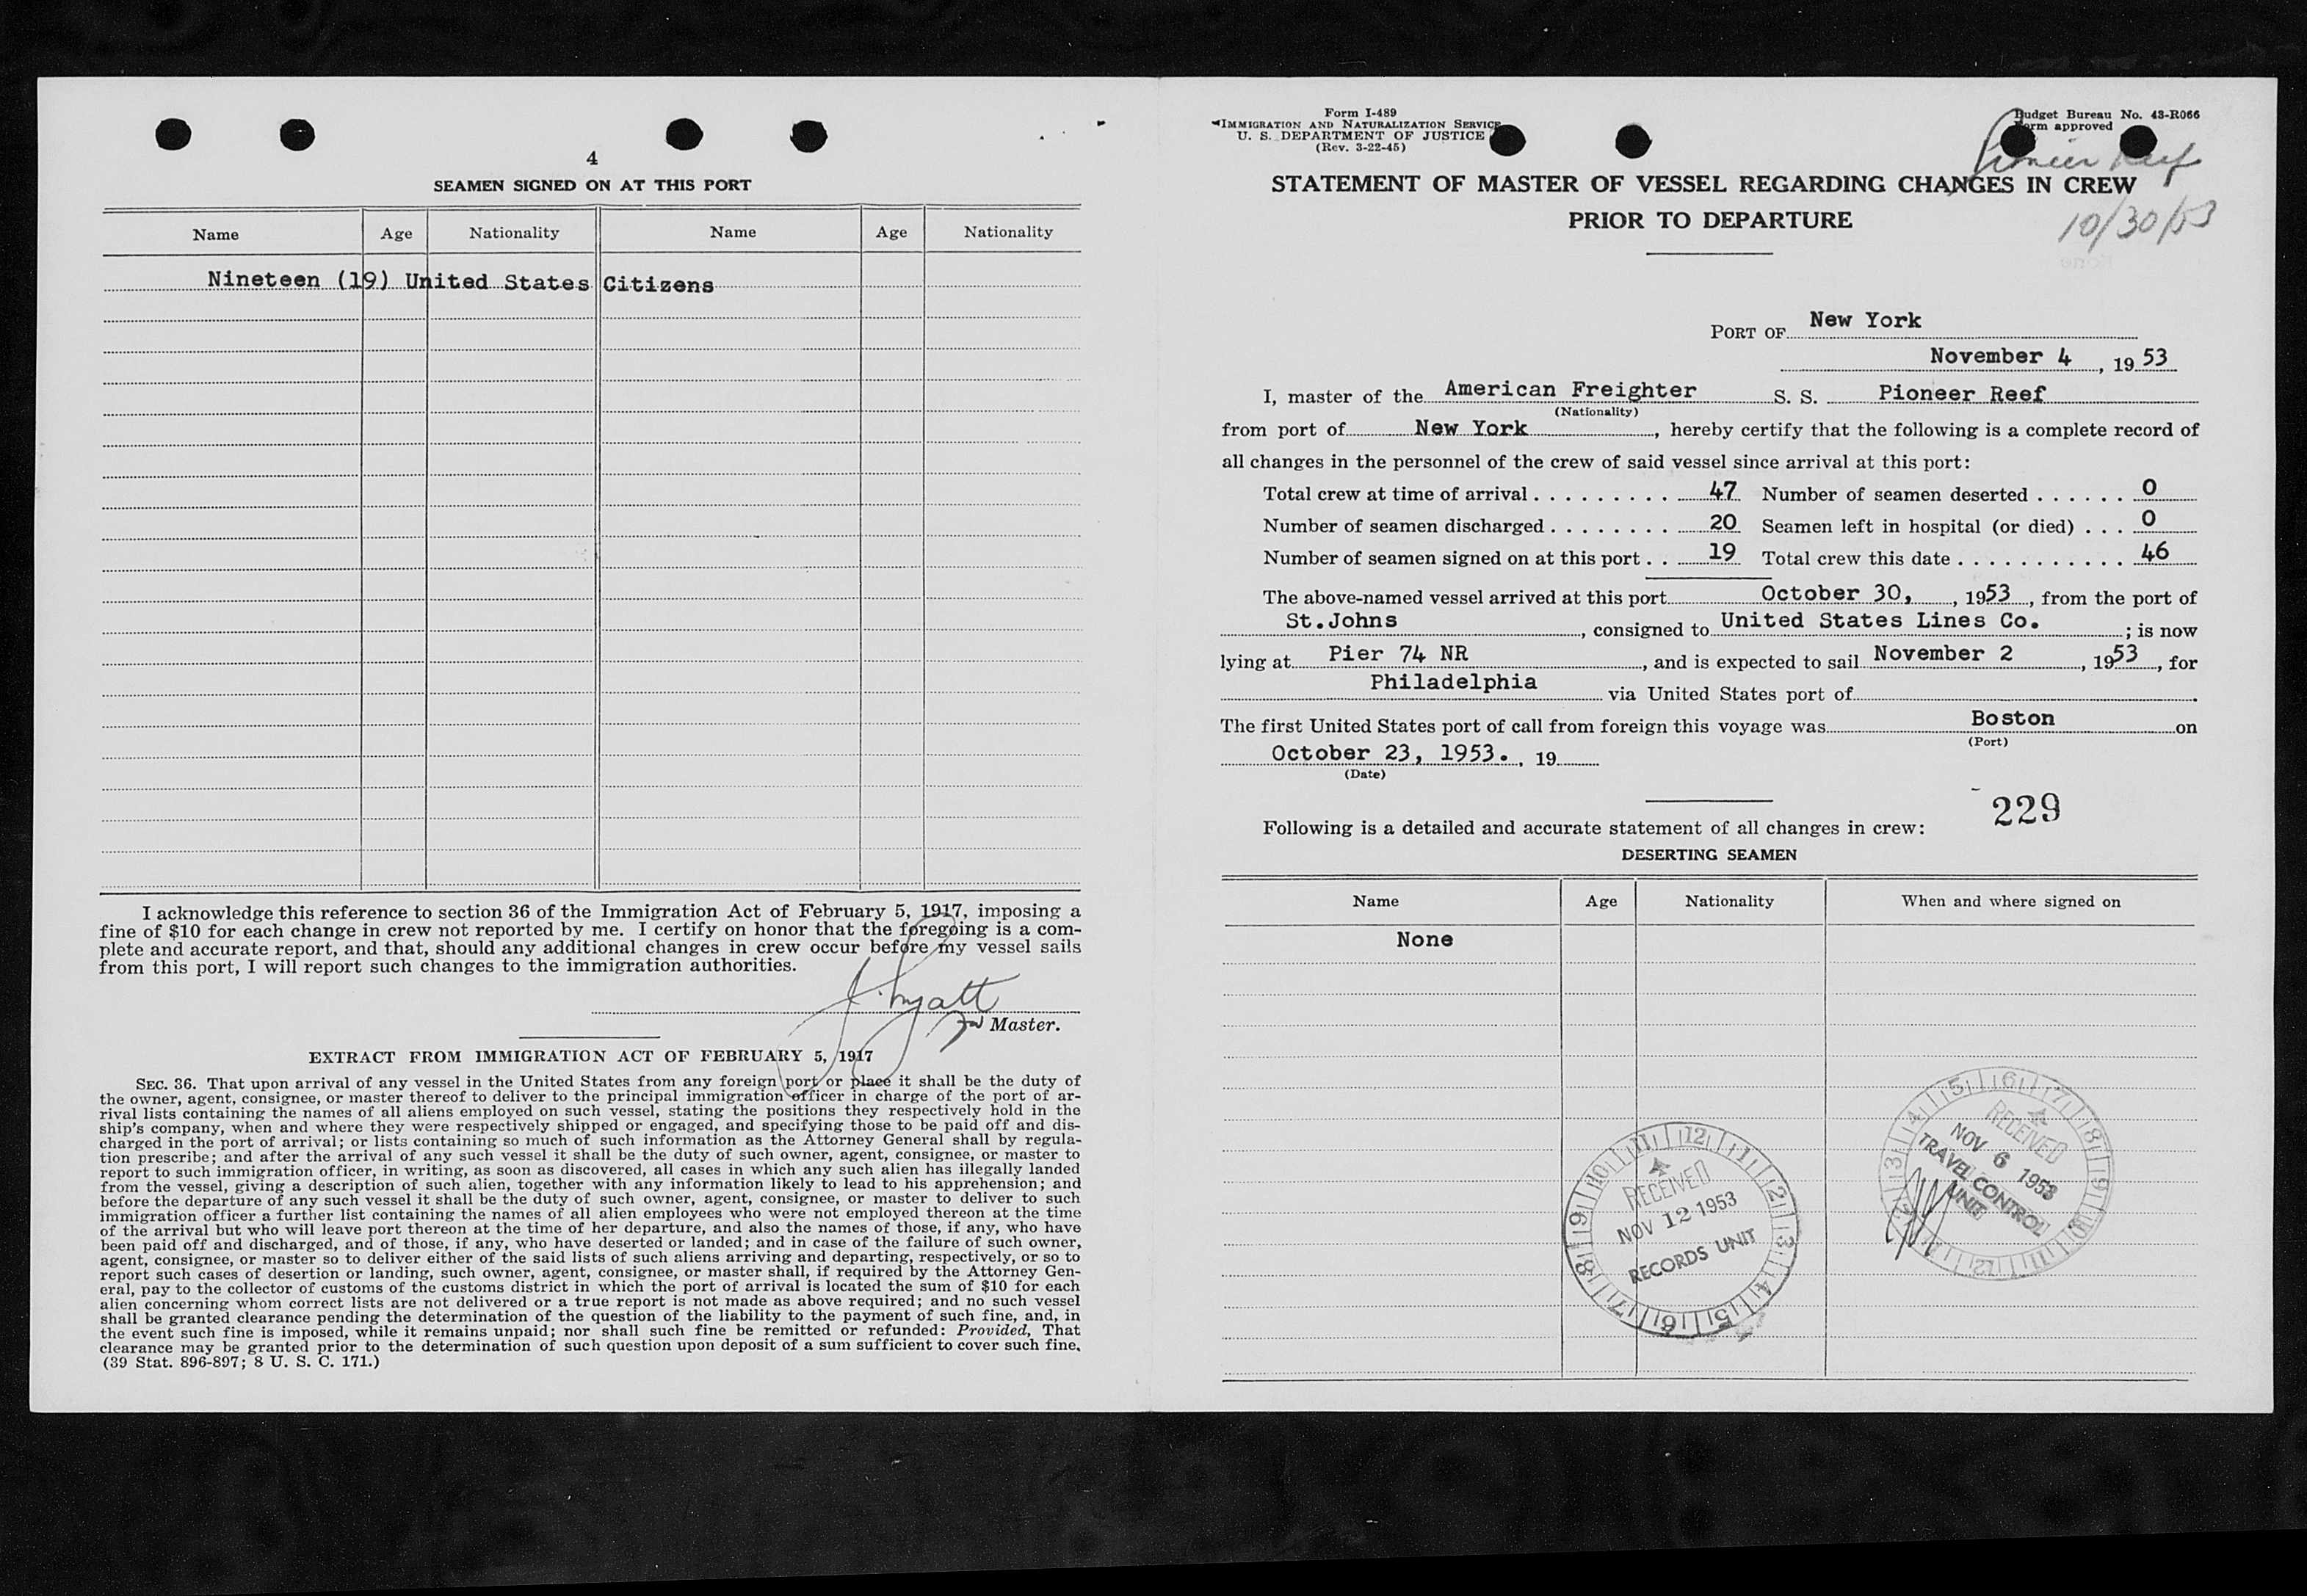 4
SEAMEN SIGNED ON AT THIS PORT
Name Age Nationality Name Age Nationality
Nineteen (19) United States Citizens
I acknowledge this reference to section 36 of the Immigration Act of February 5, 1917, imposing a
fine of $10 for each change in crew not reported by me. I certify on honor that the foregoing is a com-
plete and accurate report, and that, should any additional changes in crew occur before my vessel sails
from this port, I will report such changes to the immigration authorities.
Master.
EXTRACT FROM IMMIGRATION ACT OF FEBRUARY 5, 1917
SEC. 36. That upon arrival of any vessel in the United States from any foreign port or place it shall be the duty of
the owner, agent, consignee, or master thereof to deliver to the principal immigration officer in charge of the port of ar-
rival lists containing the names of all aliens employed on such vessel, stating the positions they respectively hold in the
ship's company, when and where they were respectively shipped or engaged, and specifying those to be paid off and dis-
charged in the port of arrival; or lists containing so much of such information as the Attorney General shall by regula-
tion prescribe; and after the arrival of any such vessel it shall be the duty of such owner, agent, consignee, or master to
report to such immigration officer, in writing, as soon as discovered, all cases in which any such alien has illegally landed
from the vessel, giving a description of such alien, together with any information likely to lead to his apprehension; and
before the departure of any such vessel it shall be the duty of such owner, agent, consignee, or master to deliver to such
immigration officer a further list containing the names of all alien employees who were not employed thereon at the time
of the arrival but who will leave port thereon at the time of her departure, and also the names of those, if any, who have
been paid off and discharged, and of those, if any, who have deserted or landed; and in case of the failure of such owner,
agent, consignee, or master so to deliver either of the said lists of such aliens arriving and departing, respectively, or so to
report such cases of desertion or landing, such owner, agent, consignee, or master shall, if required by the Attorney Gen-
eral, pay to the collector of customs of the customs district in which the port of arrival is located the sum of $10 for each
alien concerning whom correct lists are not delivered or a true report is not made as above required; and no such vessel
shall be granted clearance pending the determination of the question of the liability to the payment of such fine, and, in
the event such fine is imposed, while it remains unpaid; nor shall such fine be remitted or refunded: Provided, That
clearance may be granted prior to the determination of such question upon deposit of a sum sufficient to cover such fine.
(39 Stat. 896-897; 8 U. S. C. 171.)
Form I-489
IMMIGRATION AND NATURALIZATION SERVICE
U. S. DEPARTMENT OF JUSTICE
(Rev. 3-22-45)
Budget Bureau No. 43-R066
Form approved
Pioneer Reef
STATEMENT OF MASTER OF VESSEL REGARDING CHANGES IN CREW
PRIOR TO DEPARTURE
10/30/53
PORT OF New York
November 4, 1953
I, master of the American Freighter S. S. Pioneer Reef
(Nationality)
from port of New York, hereby certify that the following is a complete record of
all changes in the personnel of the crew of said vessel since arrival at this port:
Total crew at time of arrival . . . . . . . . . 47 Number of seamen deserted . . . . . . 0
Number of seamen discharged . . . . . . . . 20 Seamen left in hospital (or died) . . . 0
Number of seamen signed on at this port . . 19 Total crew this date . . . . . . . . . . . 46
The above-named vessel arrived at this port October 30, , 1953, from the port of
St.Johns, consigned to United States Lines Co. ; is now
lying at Pier 74 NR, and is expected to sail November 2, 1953, for
Philadelphia via United States port of
The first United States port of call from foreign this voyage was Boston on
(Port)
October 23, 1953. , 19
(Date)
229
Following is a detailed and accurate statement of all changes in crew:
DESERTING SEAMEN
Name Age Nationality When and where signed on
None
RECEIVED
NOV 6 1953
TRAVEL CONTROL
UNIT
RECEIVED
NOV 12 1953
RECORDS UNIT